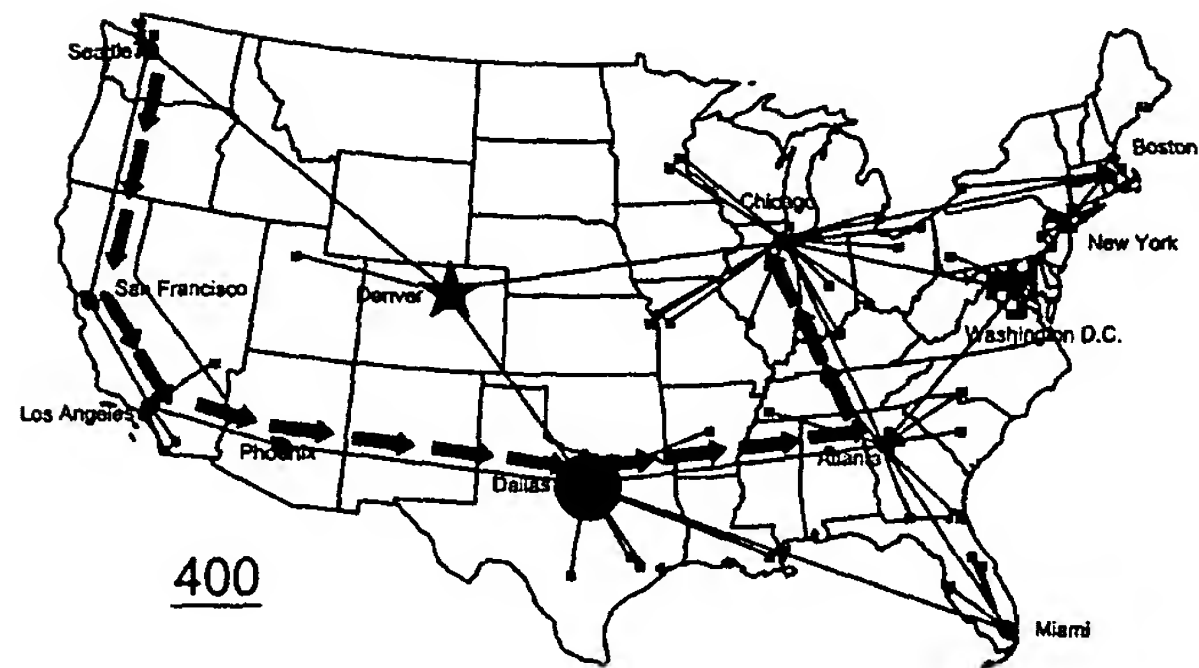 Seattle
Boston
Chicago
New York
San Francisco
Denver
Washington D.C.
Los Angeles
Phoenix
Atlanta
Dallas
400
Miami